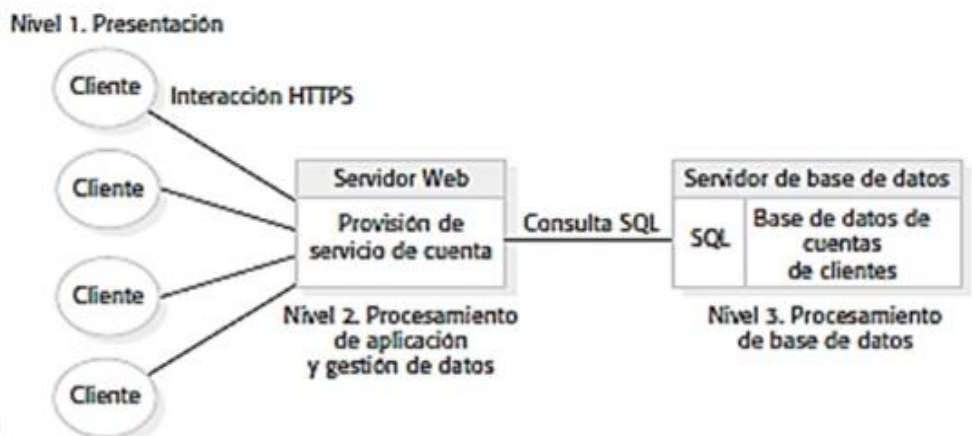 Nivel 1. Presentación
Cliente
Interacción HTTPS
Cliente
Cliente
Cliente
Servidor Web
Provisión de
servicio de cuenta
Nivel 2. Procesamiento
de aplicación
y gestión de datos
Consulta SQL
Servidor de base de datos
SQL
Base de datos de
cuentas
de clientes
Nivel 3. Procesamiento
de base de datos